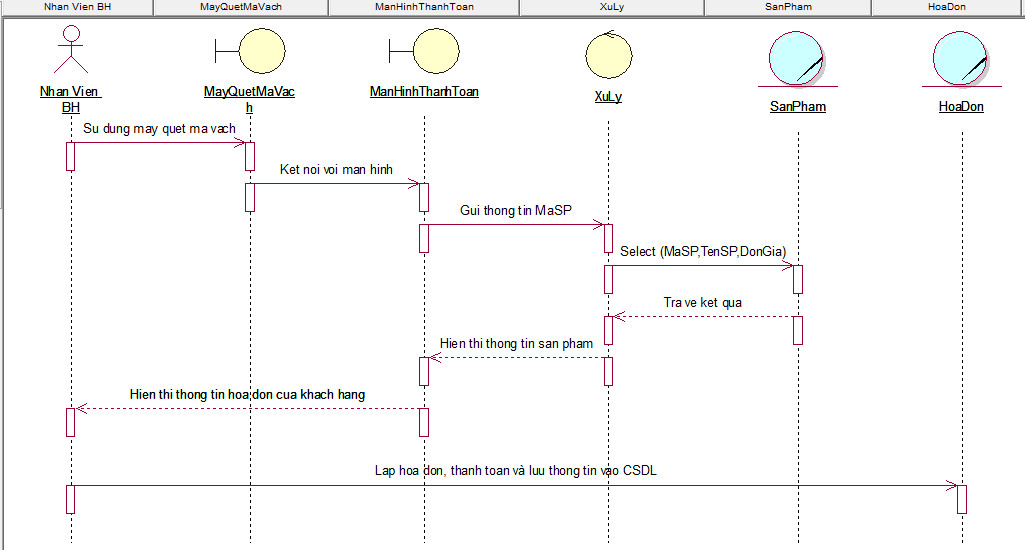 Nhan Vien BH
MayQuetMaVach
ManHinhThanhToan
XuLy
SanPham
HoaDon
Nhan Vien
BH
MayQuetMaVac
h
ManHinhThanhToan
XuLy
SanPham
HoaDon
Su dung may quet ma vach
Ket noi voi man hinh
Gui thong tin MaSP
Select (MaSP,TenSP,DonGia)
Tra ve ket qua
Hien thi thong tin san pham
Hien thi thong tin hoa don cua khach hang
Lap hoa don, thanh toan và luu thong tin vao CSDL